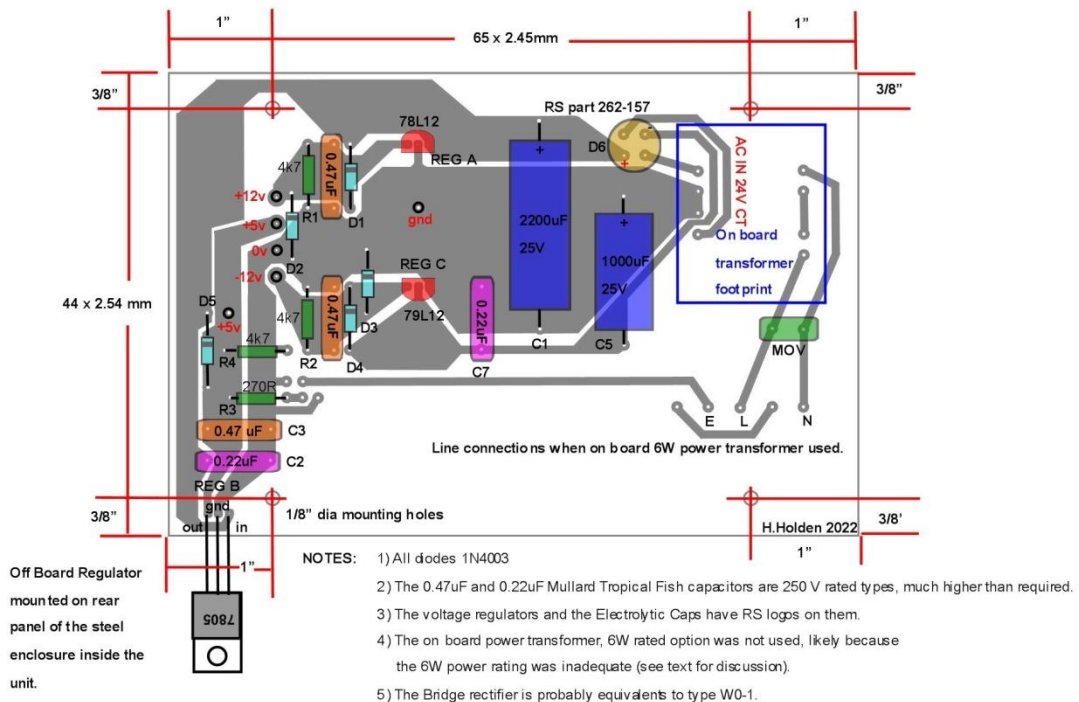 1”
65 x 2.45mm
1”
3/8”
3/8”
RS part 262-157
78L12
REG A
D6
-
+
AC IN 24V CT
4k7
0.47uF
+12v
R1
D1
gnd
2200uF
25V
+
+5v
0v
-12v
D2
REG C
1000uF
25V
+
On board
transformer
footprint
44 x 2.54 mm
D5
+5v
4k7
0.47uF
79L12
D3
0.22uF
4k7
R4
R2
D4
C7
C1
C5
MOV
270R
R3
E
L
N
0.47 uF
C3
Line connections when on board 6W power transformer used.
0.22uF
C2
REG B
gnd
out
in
3/8”
1/8” dia mounting holes
H.Holden 2022
3/8'
1”
1”
Off Board Regulator
mounted on rear
panel of the steel
enclosure inside the
unit.
7805
NOTES:
1) All diodes 1N4003
2) The 0.47uF and 0.22uF Mullard Tropical Fish capacitors are 250 V rated types, much higher than required.
3) The voltage regulators and the Electrolytic Caps have RS logos on them.
4) The on board power transformer, 6W rated option was not used, likely because
the 6W power rating was inadequate (see text for discussion).
5) The Bridge rectifier is probably equivalents to type W0-1.